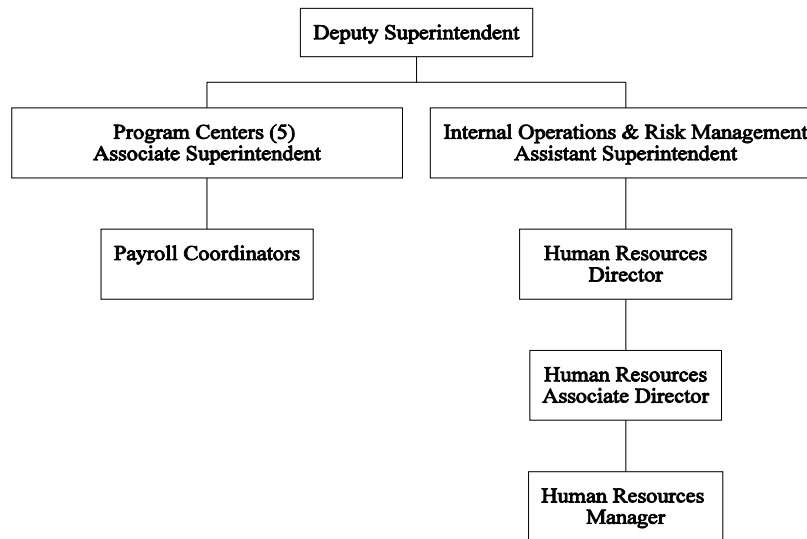 Deputy Superintendent
Program Centers (5)
Associate Superintendent
Internal Operations & Risk Management
Assistant Superintendent
Payroll Coordinators
Human Resources
Director
Human Resources
Associate Director
Human Resources
Manager